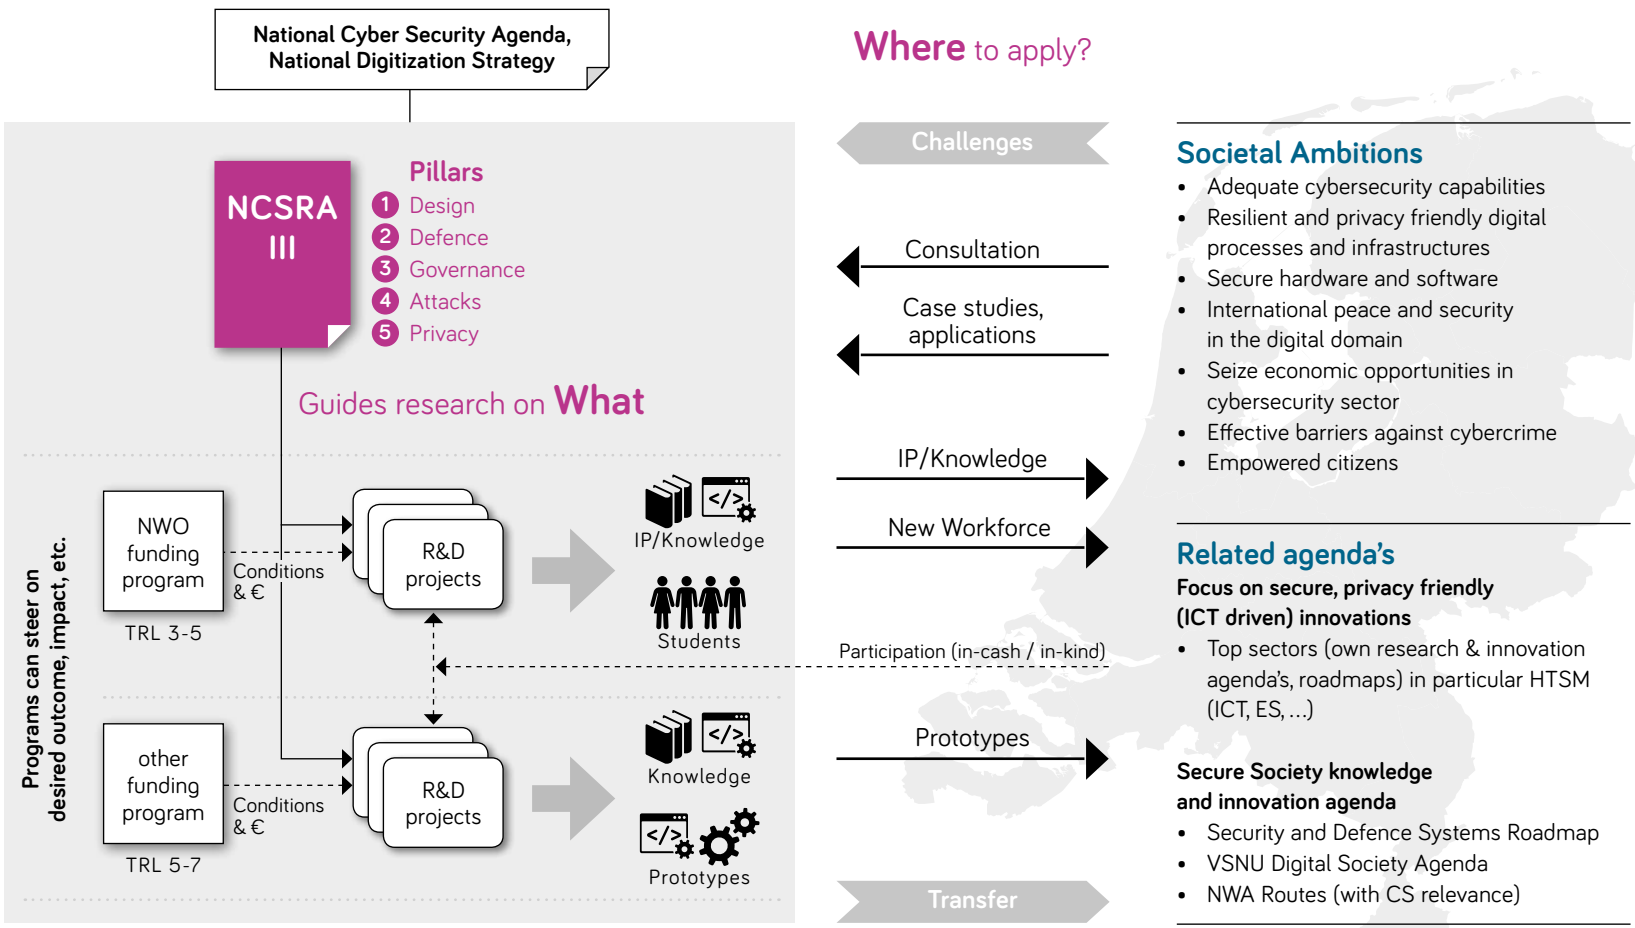 National Cyber Security Agenda,
National Digitization Strategy
NCSRA
III
Pillars
1 Design
2 Defence
3 Governance
4 Attacks
5 Privacy
Guides research on What
Programs can steer on
desired outcome, impact, etc.
NWO
funding
program
TRL 3-5
Conditions
& €
R&D
projects
</>
IP/Knowledge
Students
other
funding
program
TRL 5-7
Conditions
& €
R&D
projects
</>
Knowledge
</>
Prototypes
Where to apply?
Challenges
Consultation
Case studies,
applications
IP/Knowledge
New Workforce
Participation (in-cash / in-kind)
Prototypes
Transfer
Societal Ambitions
• Adequate cybersecurity capabilities
• Resilient and privacy friendly digital
processes and infrastructures
• Secure hardware and software
• International peace and security
in the digital domain
• Seize economic opportunities in
cybersecurity sector
• Effective barriers against cybercrime
• Empowered citizens
Related agenda's
Focus on secure, privacy friendly
(ICT driven) innovations
• Top sectors (own research & innovation
agenda's, roadmaps) in particular HTSM
(ICT, ES, ...)
Secure Society knowledge
and innovation agenda
• Security and Defence Systems Roadmap
• VSNU Digital Society Agenda
• NWA Routes (with CS relevance)